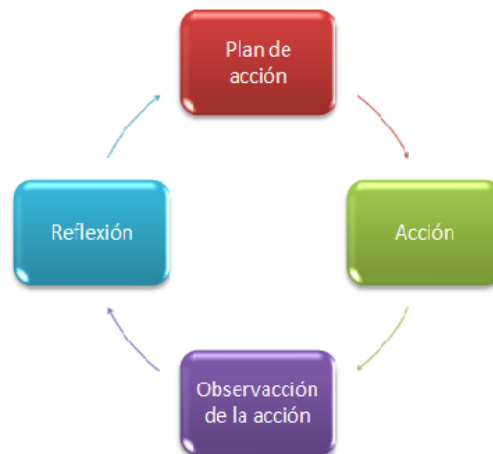 Plan de
acción
Reflexión
Acción
Observacción
de la acción